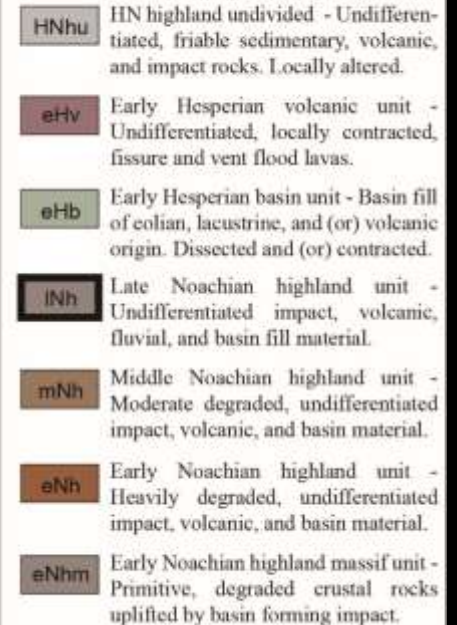 HNhu HN highland undivided - Undifferen-
tiated, friable sedimentary, volcanic,
and impact rocks. Locally altered.
eHv Early Hesperian volcanic unit -
Undifferentiated, locally contracted,
fissure and vent flood lavas.
eHb Early Hesperian basin unit - Basin fill
of eolian, lacustrine, and (or) volcanic
origin. Dissected and (or) contracted.
lNh Late Noachian highland unit -
Undifferentiated impact, volcanic,
fluvial, and basin fill material.
mNh Middle Noachian highland unit -
Moderate degraded, undifferentiated
impact, volcanic, and basin material.
eNh Early Noachian highland unit -
Heavily degraded, undifferentiated
impact, volcanic, and basin material.
eNhm Early Noachian highland massif unit -
Primitive, degraded crustal rocks
uplifted by basin forming impact.